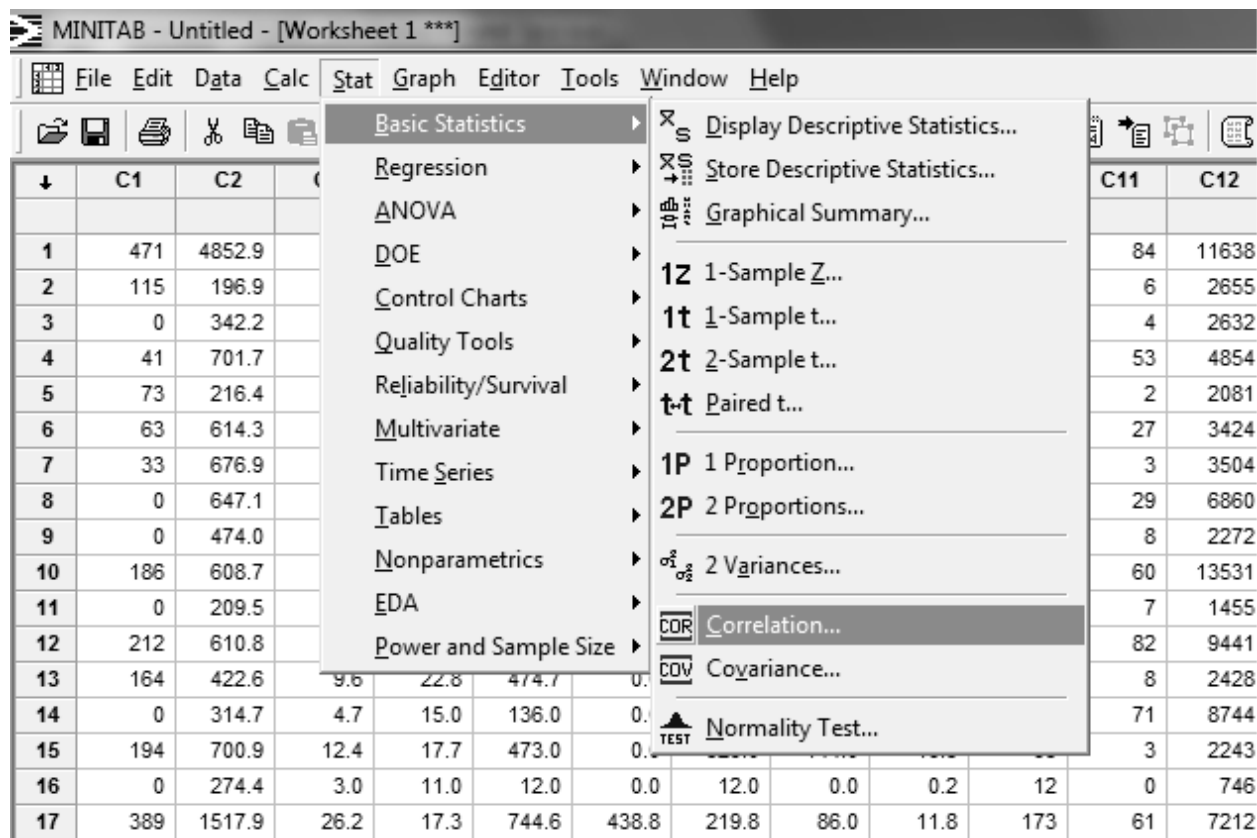 MINITAB - Untitled - [Worksheet 1 ***]
File Edit Data Calc Stat Graph Editor Tools Window Help
Basic Statistics
Regression
ANOVA
DOE
Control Charts
Quality Tools
Reliability/Survival
Multivariate
Time Series
Tables
Nonparametrics
EDA
Power and Sample Size
Display Descriptive Statistics...
Store Descriptive Statistics...
Graphical Summary...
1Z 1-Sample Z...
1t 1-Sample t...
2t 2-Sample t...
t-t Paired t...
1P 1 Proportion...
2P 2 Proportions...
2 Variances...
COR Correlation...
COV Covariance...
TEST Normality Test...
C1 C2 C11 C12
1 471 4852.9 84 11638
2 115 196.9 6 2655
3 0 342.2 4 2632
4 41 701.7 53 4854
5 73 216.4 2 2081
6 63 614.3 27 3424
7 33 676.9 3 3504
8 0 647.1 29 6860
9 0 474.0 8 2272
10 186 608.7 60 13531
11 0 209.5 7 1455
12 212 610.8 82 9441
13 164 422.6 9.6 22.8 474.7 8 2428
14 0 314.7 4.7 15.0 136.0 71 8744
15 194 700.9 12.4 17.7 473.0 3 2243
16 0 274.4 3.0 11.0 12.0 0.0 12.0 0.0 0.2 12 0 746
17 389 1517.9 26.2 17.3 744.6 438.8 219.8 86.0 11.8 173 61 7212